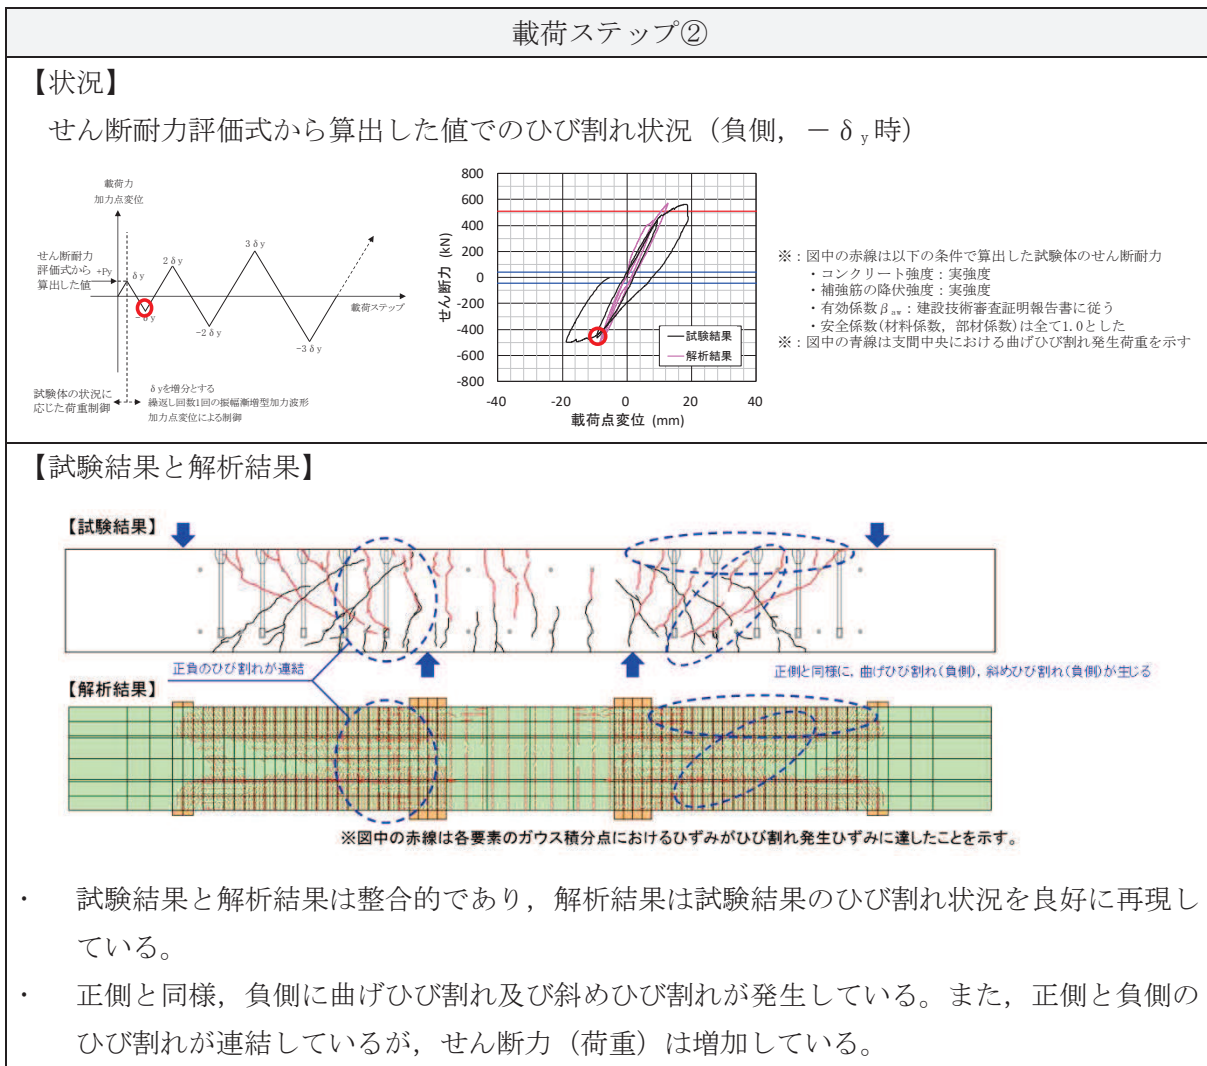 載荷ステップ②
【状況】
せん断耐力評価式から算出した値でのひび割れ状況（負側，－δy時）
載荷力
加力点変位
せん断耐力
評価式から
算出した値
+Py
δy
2δy
3δy
-δy
-2δy
-3δy
載荷ステップ
試験体の状況に
応じた荷重制御
δyを増分とする
繰返し回数1回の振幅漸増型加力波形
加力点変位による制御
せん断力 (kN)
800
600
400
200
0
-200
-400
-600
-800
-40 -20 0 20 40
載荷点変位 (mm)
試験結果
解析結果
※：図中の赤線は以下の条件で算出した試験体のせん断耐力
・コンクリート強度：実強度
・補強筋の降伏強度：実強度
・有効係数βaw：建設技術審査証明報告書に従う
・安全係数(材料係数，部材係数)は全て1.0とした
※：図中の青線は支間中央における曲げひび割れ発生荷重を示す
【試験結果と解析結果】
【試験結果】
正負のひび割れが連結
正側と同様に，曲げひび割れ(負側)，斜めひび割れ(負側)が生じる
【解析結果】
※図中の赤線は各要素のガウス積分点におけるひずみがひび割れ発生ひずみに達したことを示す。
・ 試験結果と解析結果は整合的であり，解析結果は試験結果のひび割れ状況を良好に再現し
ている。
・ 正側と同様，負側に曲げひび割れ及び斜めひび割れが発生している。また，正側と負側の
ひび割れが連結しているが，せん断力（荷重）は増加している。